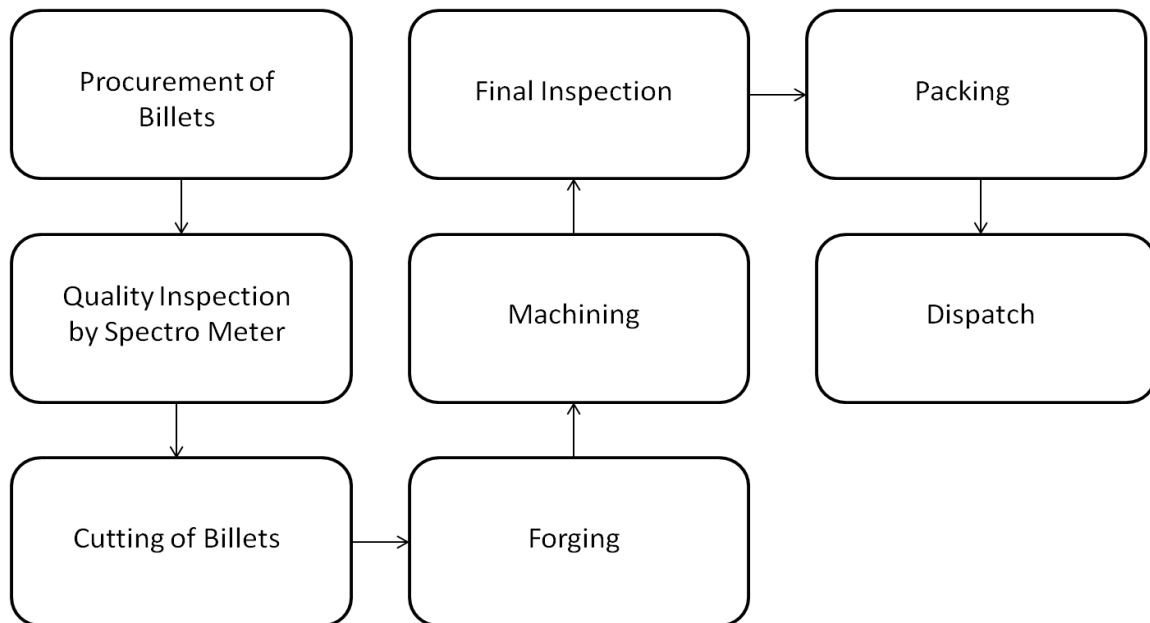 Procurement of
Billets
Quality Inspection
by Spectro Meter
Cutting of Billets
Forging
Machining
Final Inspection
Packing
Dispatch